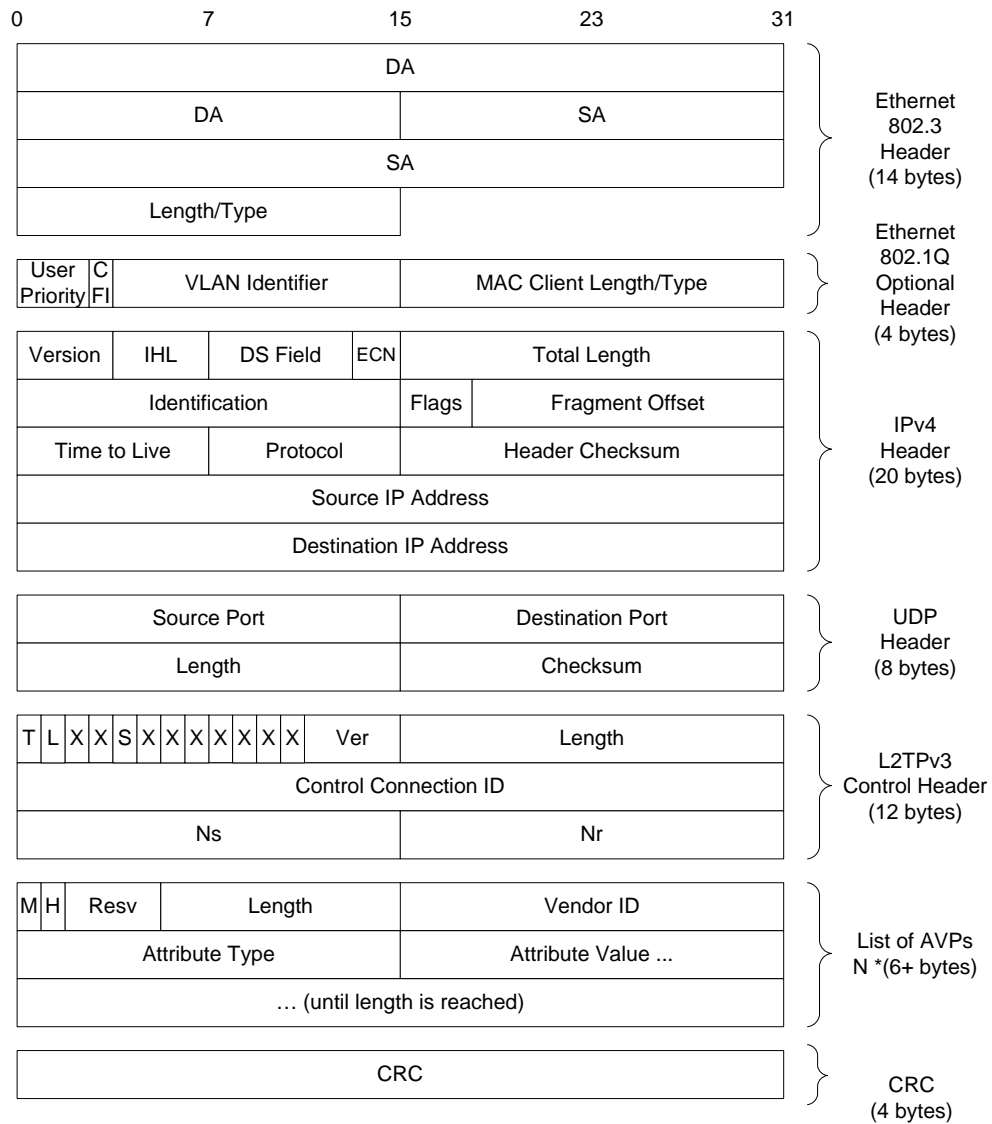 0 7 15 23 31
DA
DA SA
SA
Length/Type
Ethernet
802.3
Header
(14 bytes)
User
Priority
C
FI
VLAN Identifier
MAC Client Length/Type
Ethernet
802.1Q
Optional
Header
(4 bytes)
Version IHL DS Field ECN Total Length
Identification Flags Fragment Offset
Time to Live Protocol Header Checksum
Source IP Address
Destination IP Address
IPv4
Header
(20 bytes)
Source Port Destination Port
Length Checksum
UDP
Header
(8 bytes)
T L X X S X X X X X X X Ver Length
Control Connection ID
Ns Nr
L2TPv3
Control Header
(12 bytes)
M H Resv Length Vendor ID
Attribute Type Attribute Value ...
… (until length is reached)
List of AVPs
N *(6+ bytes)
CRC
CRC
(4 bytes)